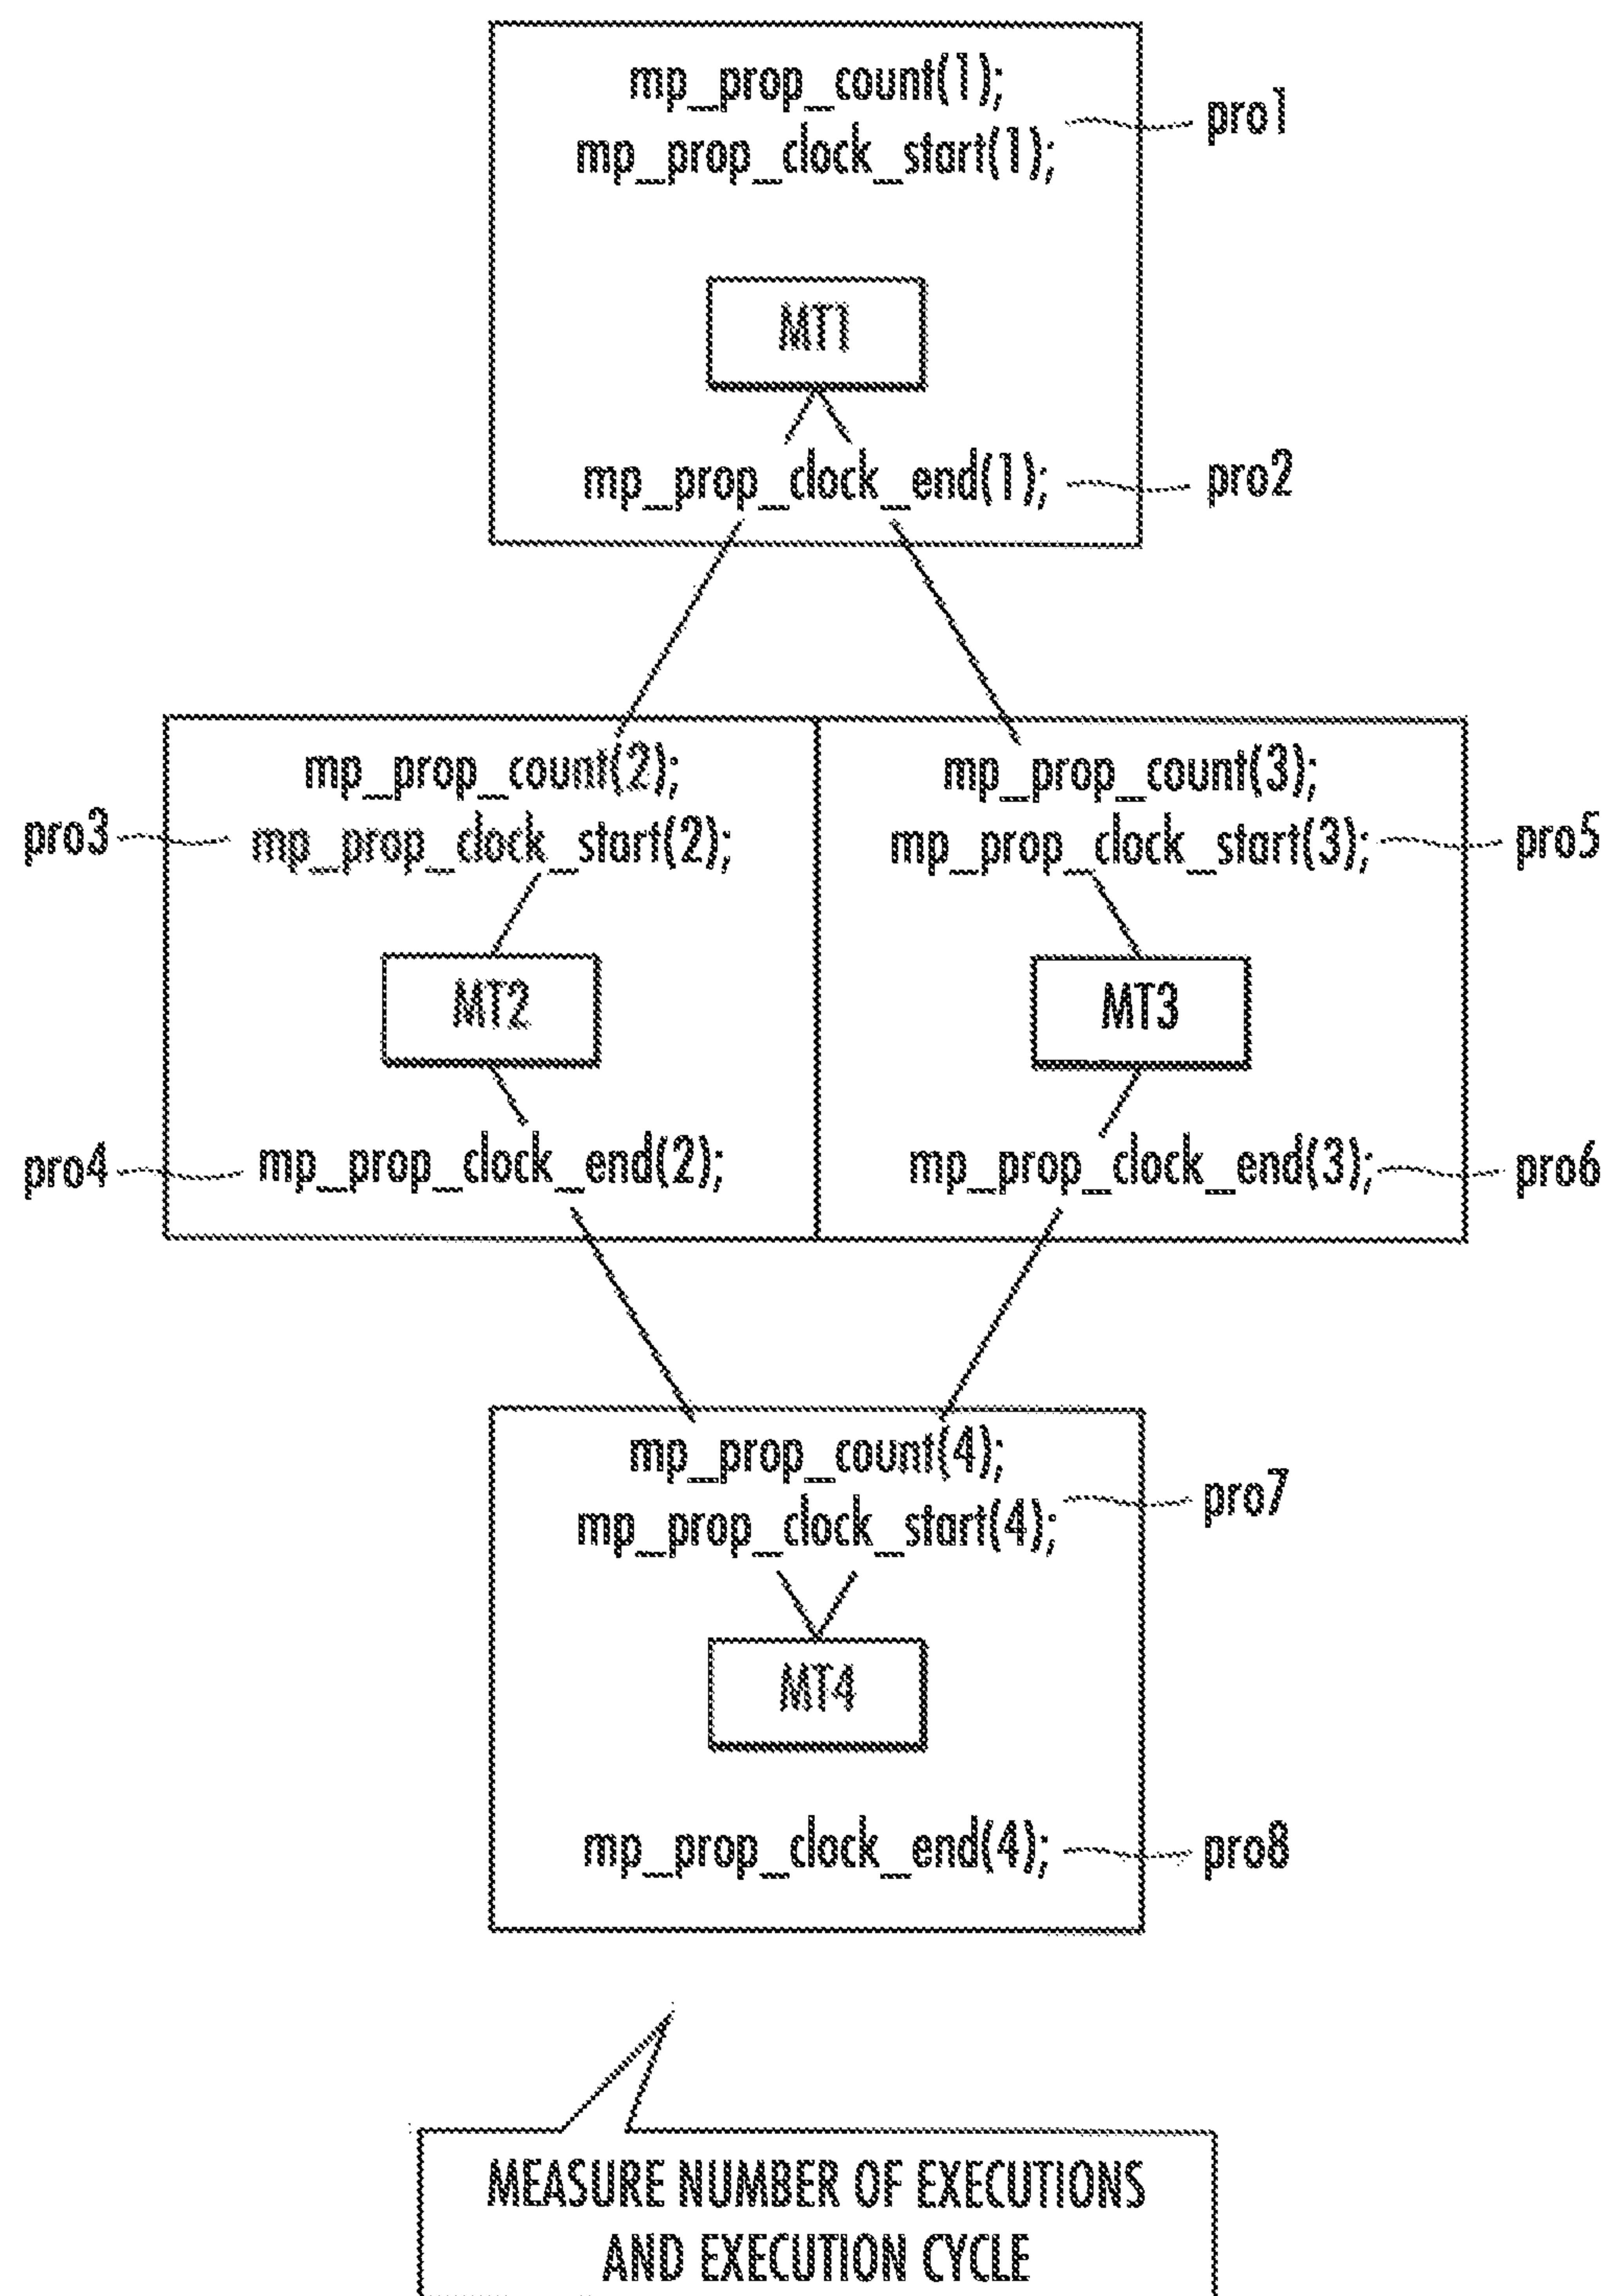 mp_prop_count(1);
mp_prop_clock_start(1);
pro1
MT1
mp_prop_clock_end(1);
pro2
mp_prop_count(2);
mp_prop_clock_start(2);
pro3
MT2
mp_prop_clock_end(2);
pro4
mp_prop_count(3);
mp_prop_clock_start(3);
pro5
MT3
mp_prop_clock_end(3);
pro6
mp_prop_count(4);
mp_prop_clock_start(4);
pro7
MT4
mp_prop_clock_end(4);
pro8
MEASURE NUMBER OF EXECUTIONS
AND EXECUTION CYCLE